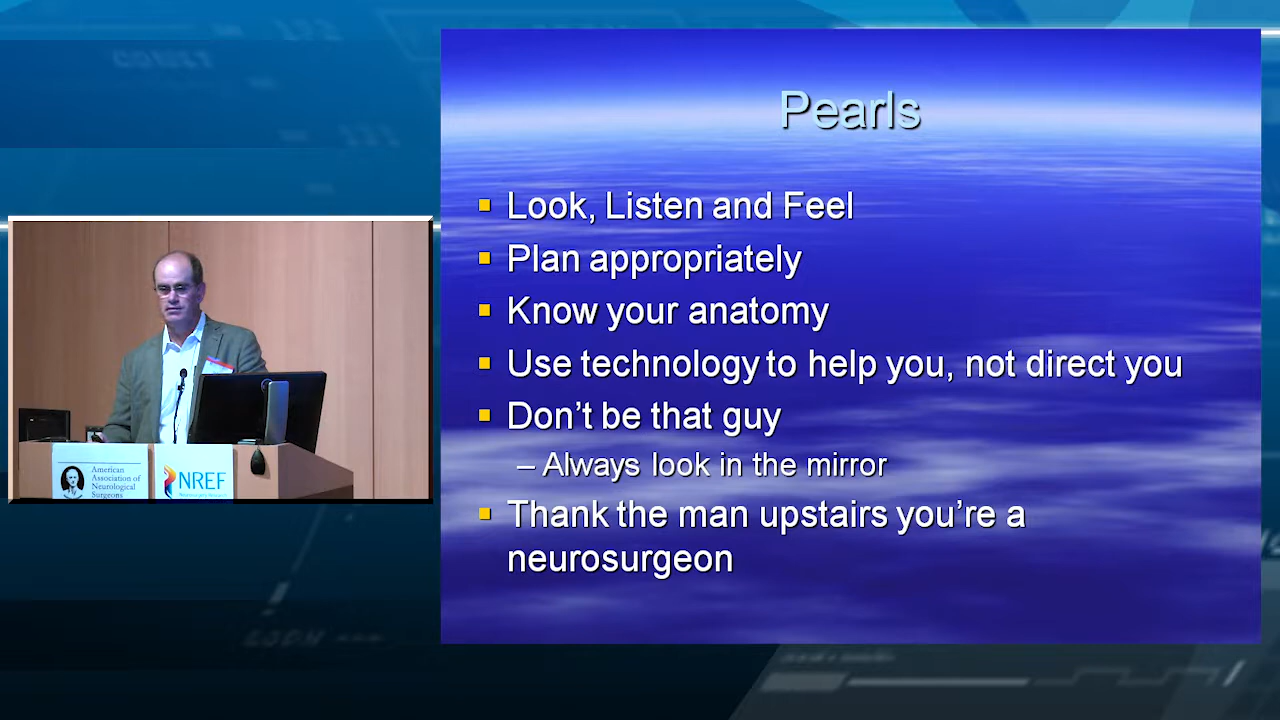 Pearls
Look, Listen and Feel
Plan appropriately
Know your anatomy
Use technology to help you, not direct you
Don't be that guy
– Always look in the mirror
Thank the man upstairs you're a
neurosurgeon
American
Association of
Neurological
Surgeons
NREF